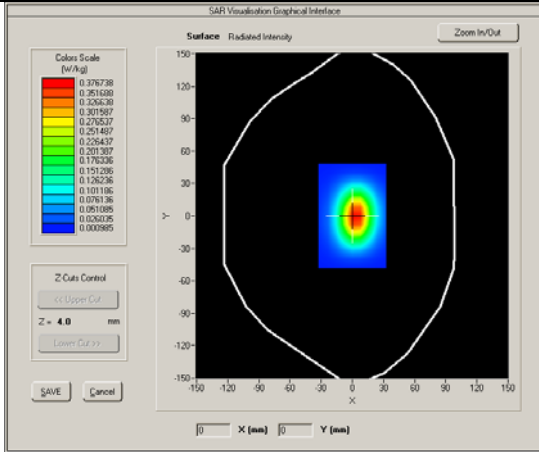 SAR Visualisation Graphical Interface
Surface Radiated Intensity
Zoom In/Out
Colors Scale
(W/kg)
0.376738
0.351688
0.326638
0.301587
0.276537
0.251487
0.226437
0.201387
0.176336
0.151286
0.126236
0.101186
0.076136
0.051085
0.026035
0.000985
Z-Cuts Control
<< Upper Cut
Z = 4.0 mm
Lower Cut >>
SAVE Cancel
150
120
90
60
30
0
-30
-60
-90
-120
-150
Y
-150 -120 -90 -60 -30 0 30 60 90 120 150
X
0 X (mm) 0 Y (mm)